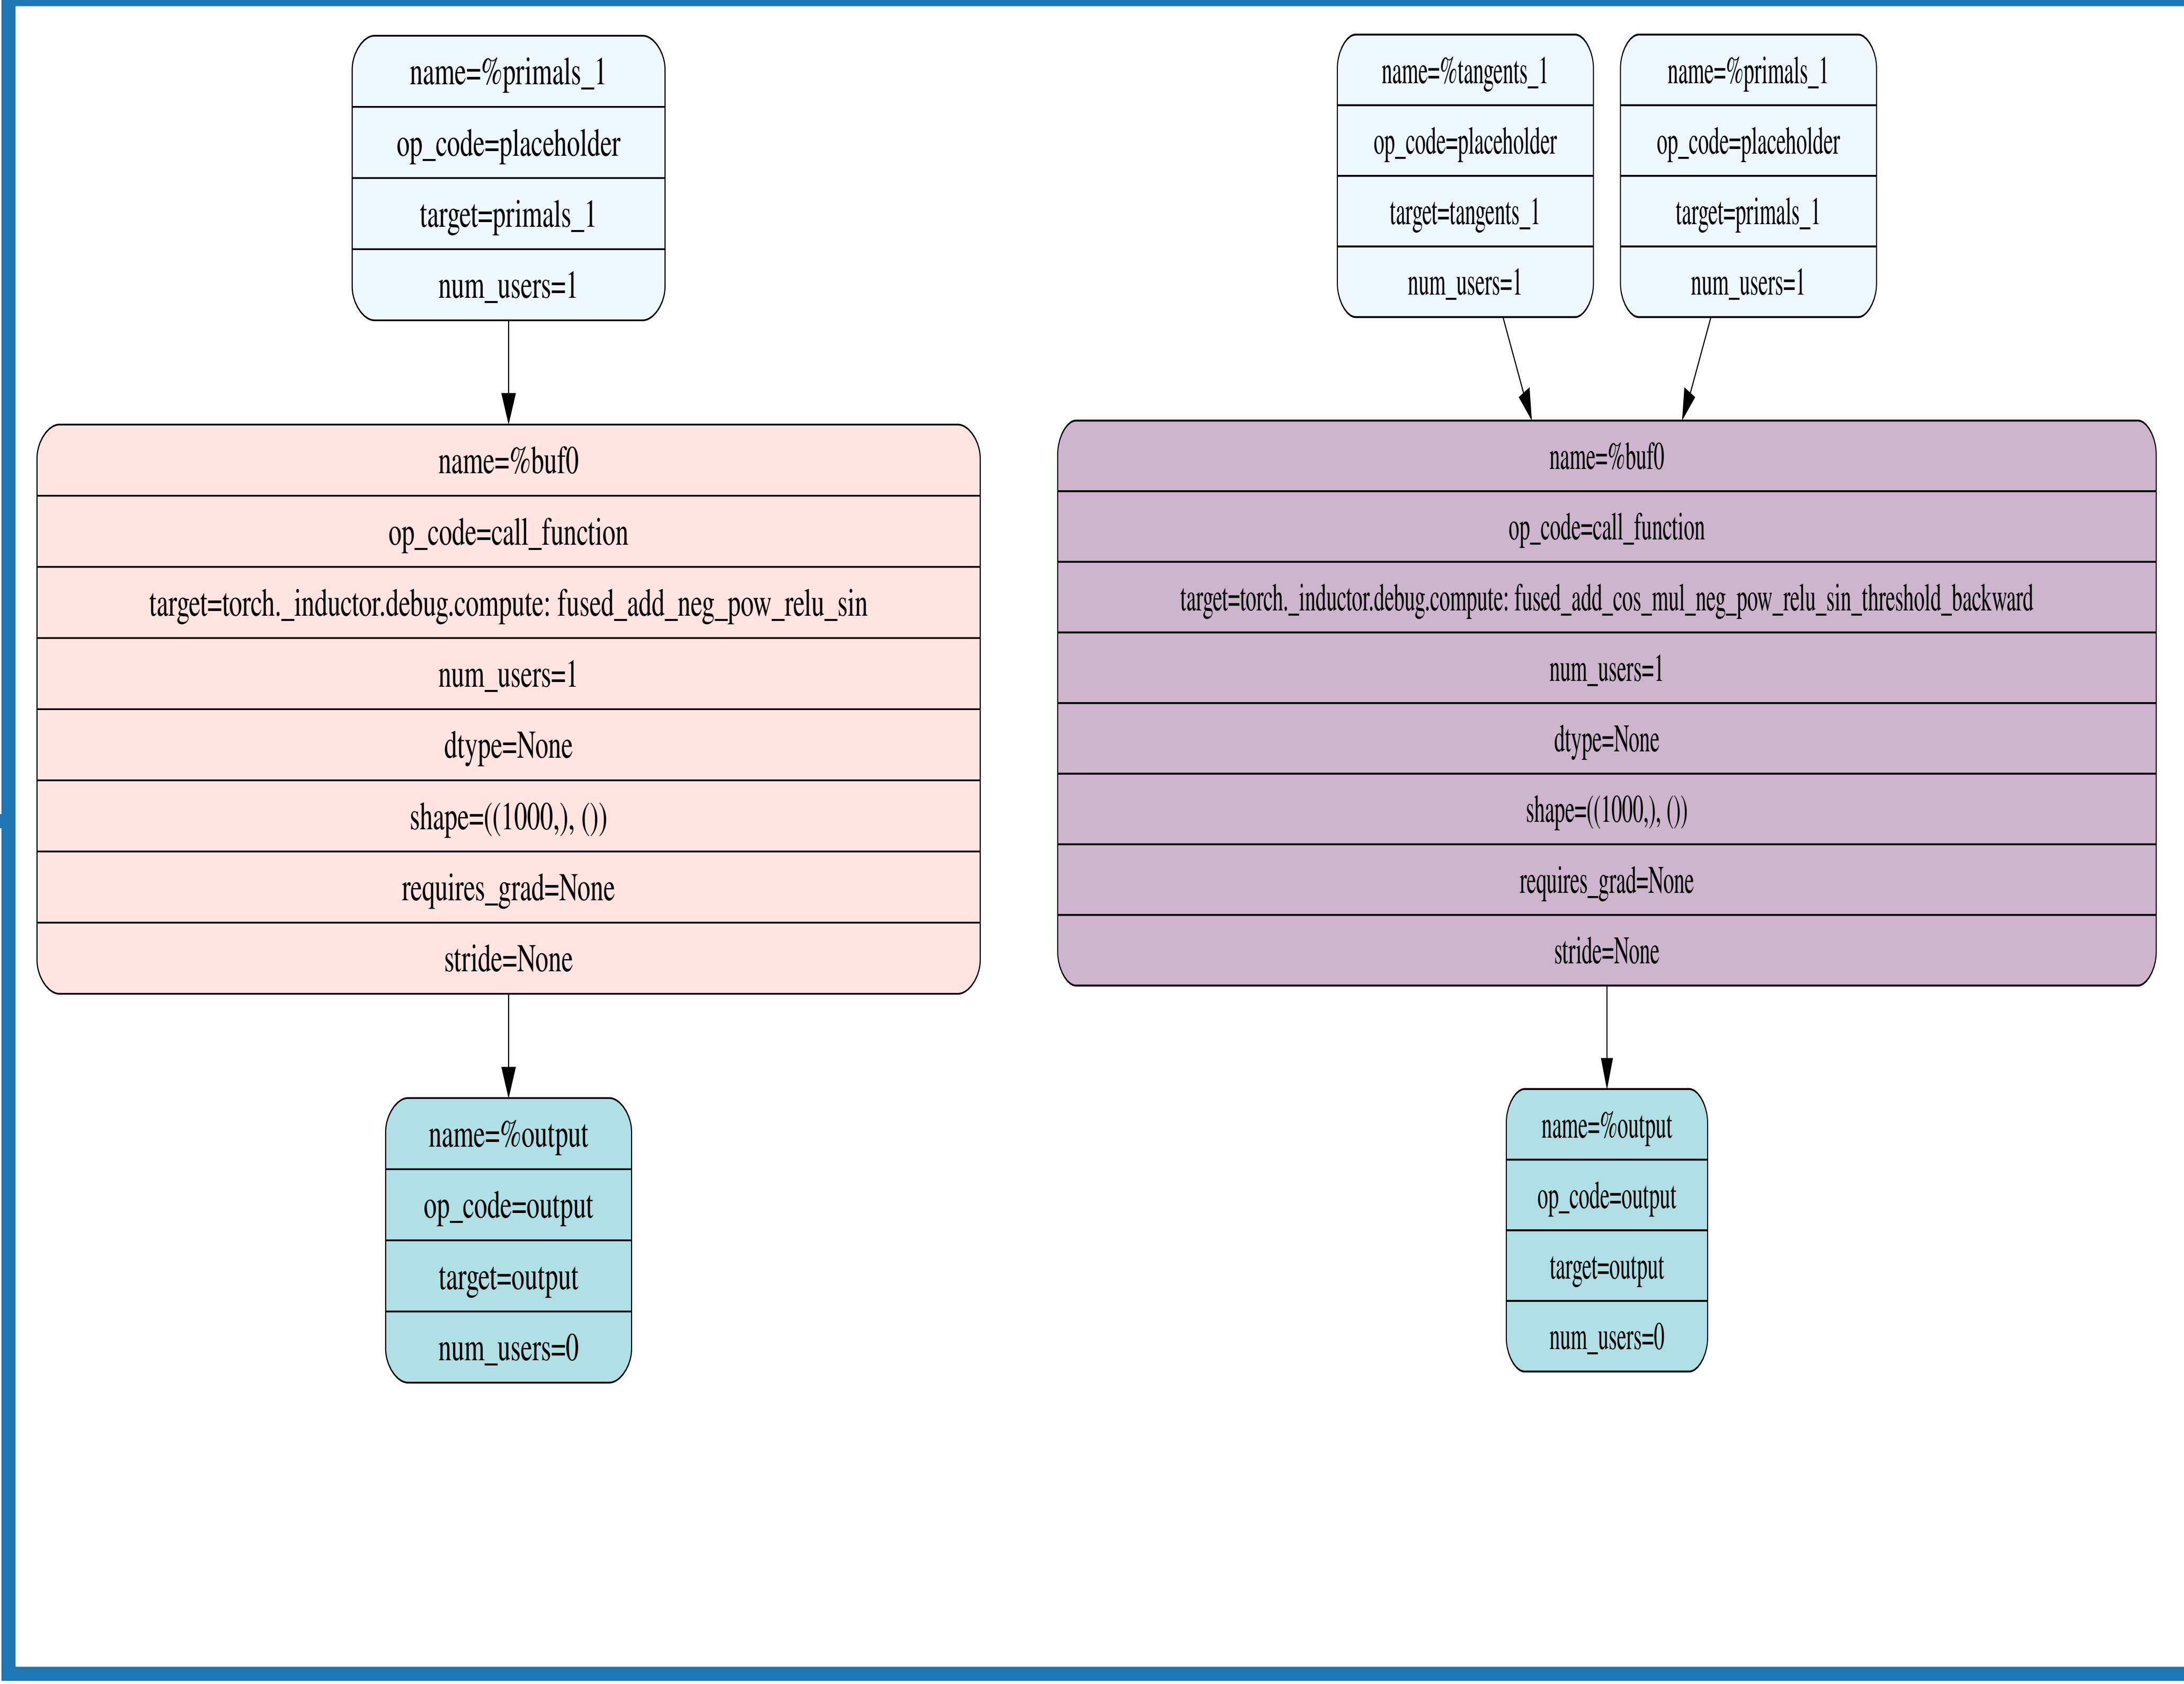 name=%primals_1
op_code=placeholder
target=primals_1
num_users=1
name=%buf0
op_code=call_function
target=torch._inductor.debug.compute: fused_add_neg_pow_relu_sin
num_users=1
dtype=None
shape=((1000,), ())
requires_grad=None
stride=None
name=%output
op_code=output
target=output
num_users=0
name=%tangents_1
op_code=placeholder
target=tangents_1
num_users=1
name=%primals_1
op_code=placeholder
target=primals_1
num_users=1
name=%buf0
op_code=call_function
target=torch._inductor.debug.compute: fused_add_cos_mul_neg_pow_relu_sin_threshold_backward
num_users=1
dtype=None
shape=((1000,), ())
requires_grad=None
stride=None
name=%output
op_code=output
target=output
num_users=0